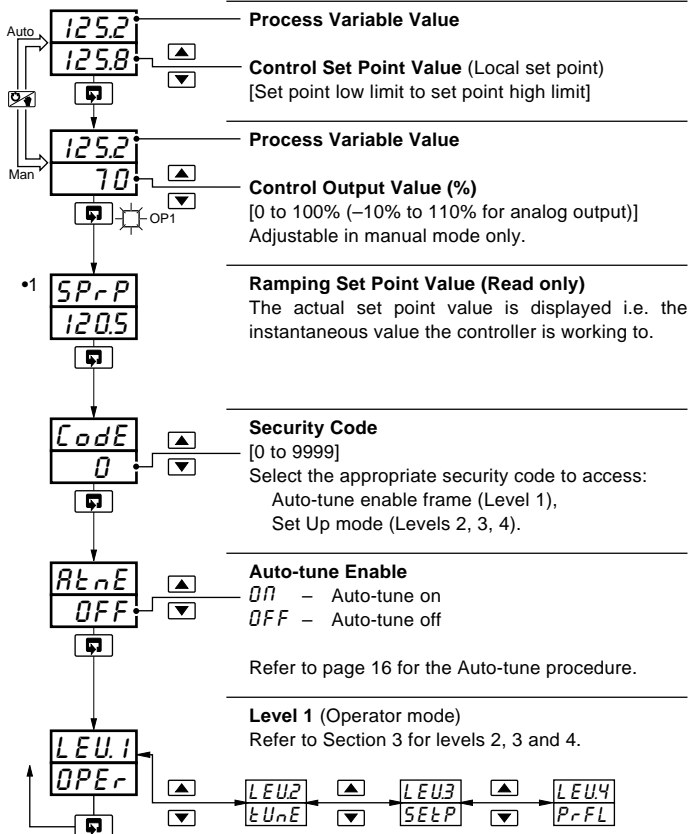 Auto
125.2
125.8
Process Variable Value
Control Set Point Value (Local set point)
[Set point low limit to set point high limit]
Man
125.2
70
OP1
Process Variable Value
Control Output Value (%)
[0 to 100% (–10% to 110% for analog output)]
Adjustable in manual mode only.
•1
SPrP
120.5
Ramping Set Point Value (Read only)
The actual set point value is displayed i.e. the
instantaneous value the controller is working to.
CodE
0
Security Code
[0 to 9999]
Select the appropriate security code to access:
Auto-tune enable frame (Level 1),
Set Up mode (Levels 2, 3, 4).
AtnE
OFF
Auto-tune Enable
On – Auto-tune on
OFF – Auto-tune off
Refer to page 16 for the Auto-tune procedure.
LEU.1
OPEr
Level 1 (Operator mode)
Refer to Section 3 for levels 2, 3 and 4.
LEU.2
tUnE
LEU.3
SEtP
LEU.4
PrFL